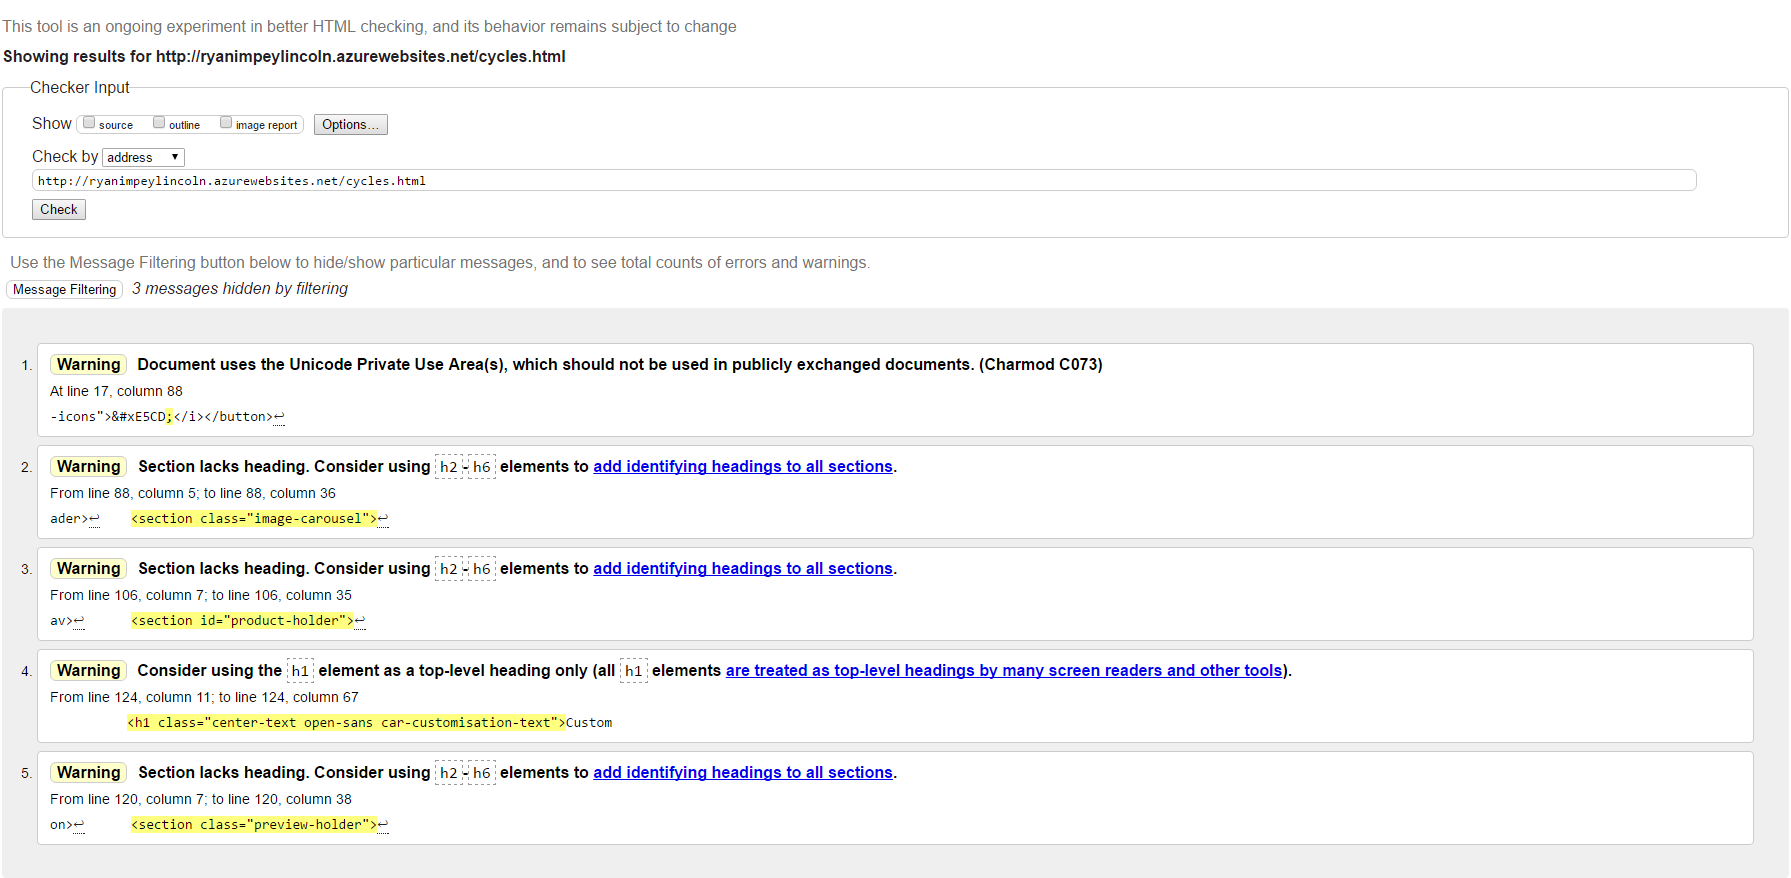 This tool is an ongoing experiment in better HTML checking, and its behavior remains subject to change
Showing results for http://ryanimpeylincoln.azurewebsites.net/cycles.html
Checker Input
Show source outline image report Options...
Check by address
http://ryanimpeylincoln.azurewebsites.net/cycles.html
Check
Use the Message Filtering button below to hide/show particular messages, and to see total counts of errors and warnings.
Message Filtering 3 messages hidden by filtering
1. Warning Document uses the Unicode Private Use Area(s), which should not be used in publicly exchanged documents. (Charmod C073)
At line 17, column 88
-icons">&#xE5CD;</i></button>↩
2. Warning Section lacks heading. Consider using h2-h6 elements to add identifying headings to all sections.
From line 88, column 5; to line 88, column 36
ader>↩ <section class="image-carousel">↩
3. Warning Section lacks heading. Consider using h2-h6 elements to add identifying headings to all sections.
From line 106, column 7; to line 106, column 35
av>↩ <section id="product-holder">↩
4. Warning Consider using the h1 element as a top-level heading only (all h1 elements are treated as top-level headings by many screen readers and other tools).
From line 124, column 11; to line 124, column 67
<h1 class="center-text open-sans car-customisation-text">Custom
5. Warning Section lacks heading. Consider using h2-h6 elements to add identifying headings to all sections.
From line 120, column 7; to line 120, column 38
on>↩ <section class="preview-holder">↩